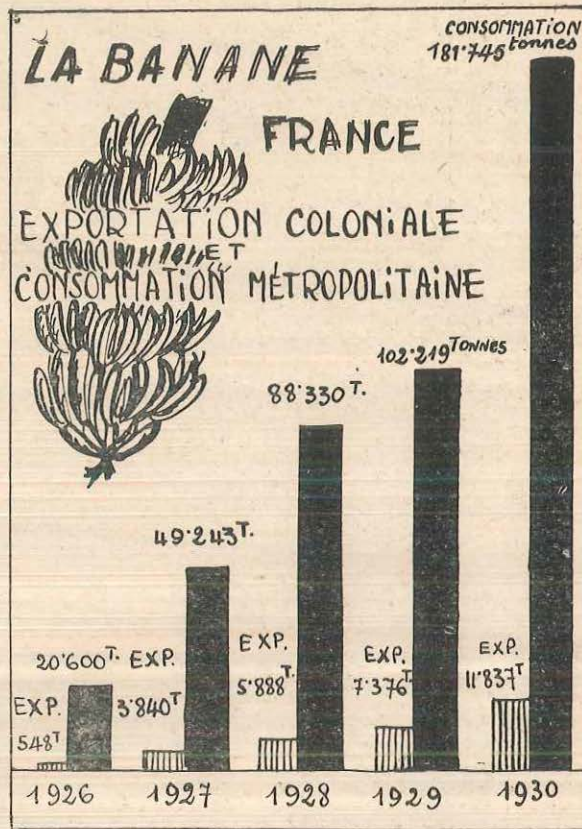 LA BANANE
FRANCE
EXPORTATION COLONIALE
ET
CONSOMMATION MÉTROPOLITAINE
CONSOMMATION
181.745 tonnes
102.219 TONNES
88.330 T.
49.243 T.
20.600 T.
EXP.
548 T
EXP.
3.840 T
EXP.
5.888 T.
EXP.
7.376 T.
EXP.
11.837 T
1926 1927 1928 1929 1930